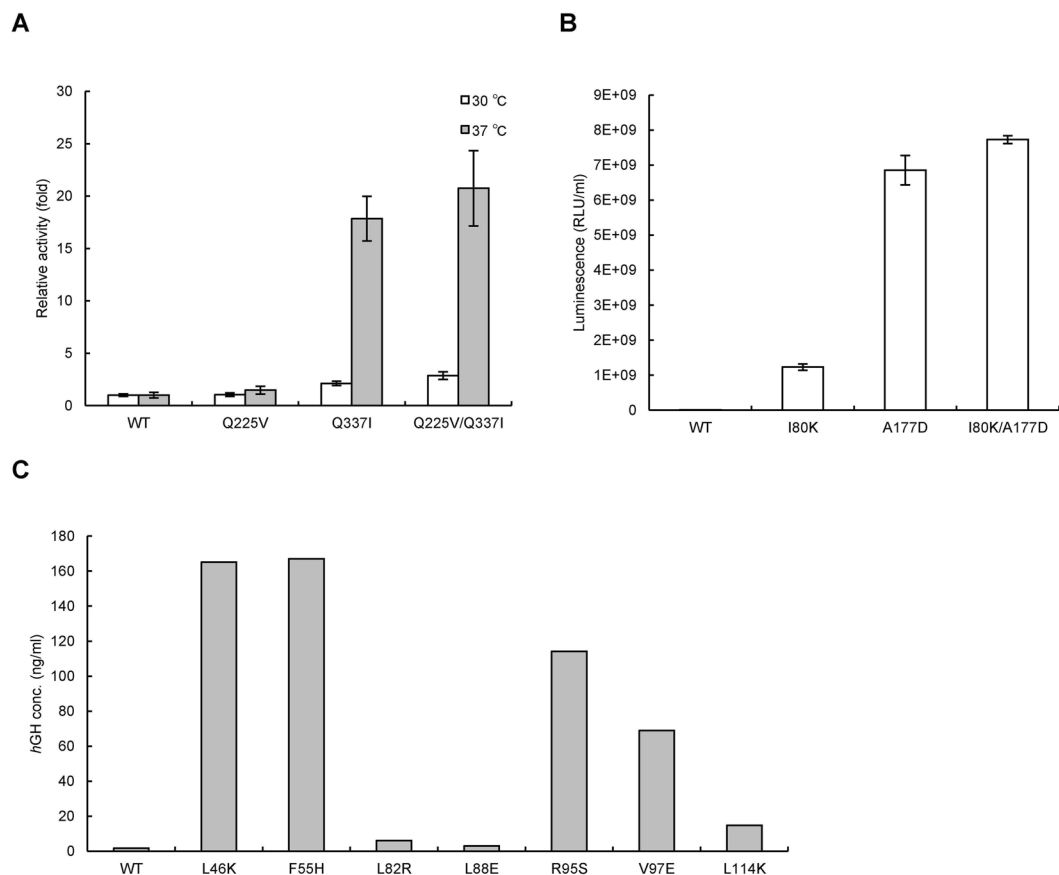 A
Relative activity (fold)
30
25
20
15
10
5
0
30 °C
37 °C
WT Q225V Q337I Q225V/Q337I
B
Luminescence (RLU/ml)
9E+09
8E+09
7E+09
6E+09
5E+09
4E+09
3E+09
2E+09
1E+09
0
WT I80K A177D I80K/A177D
C
hGH conc. (ng/ml)
180
160
140
120
100
80
60
40
20
0
WT L46K F55H L82R L88E R95S V97E L114K